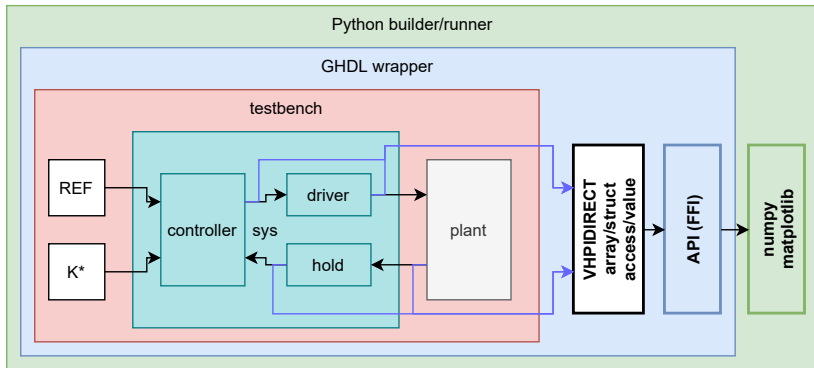 Python builder/runner
GHDL wrapper
testbench
REF
K*
controller
sys
driver
hold
plant
VHPIDIRECT
array/struct
access/value
API (FFI)
numpy
matplotlib